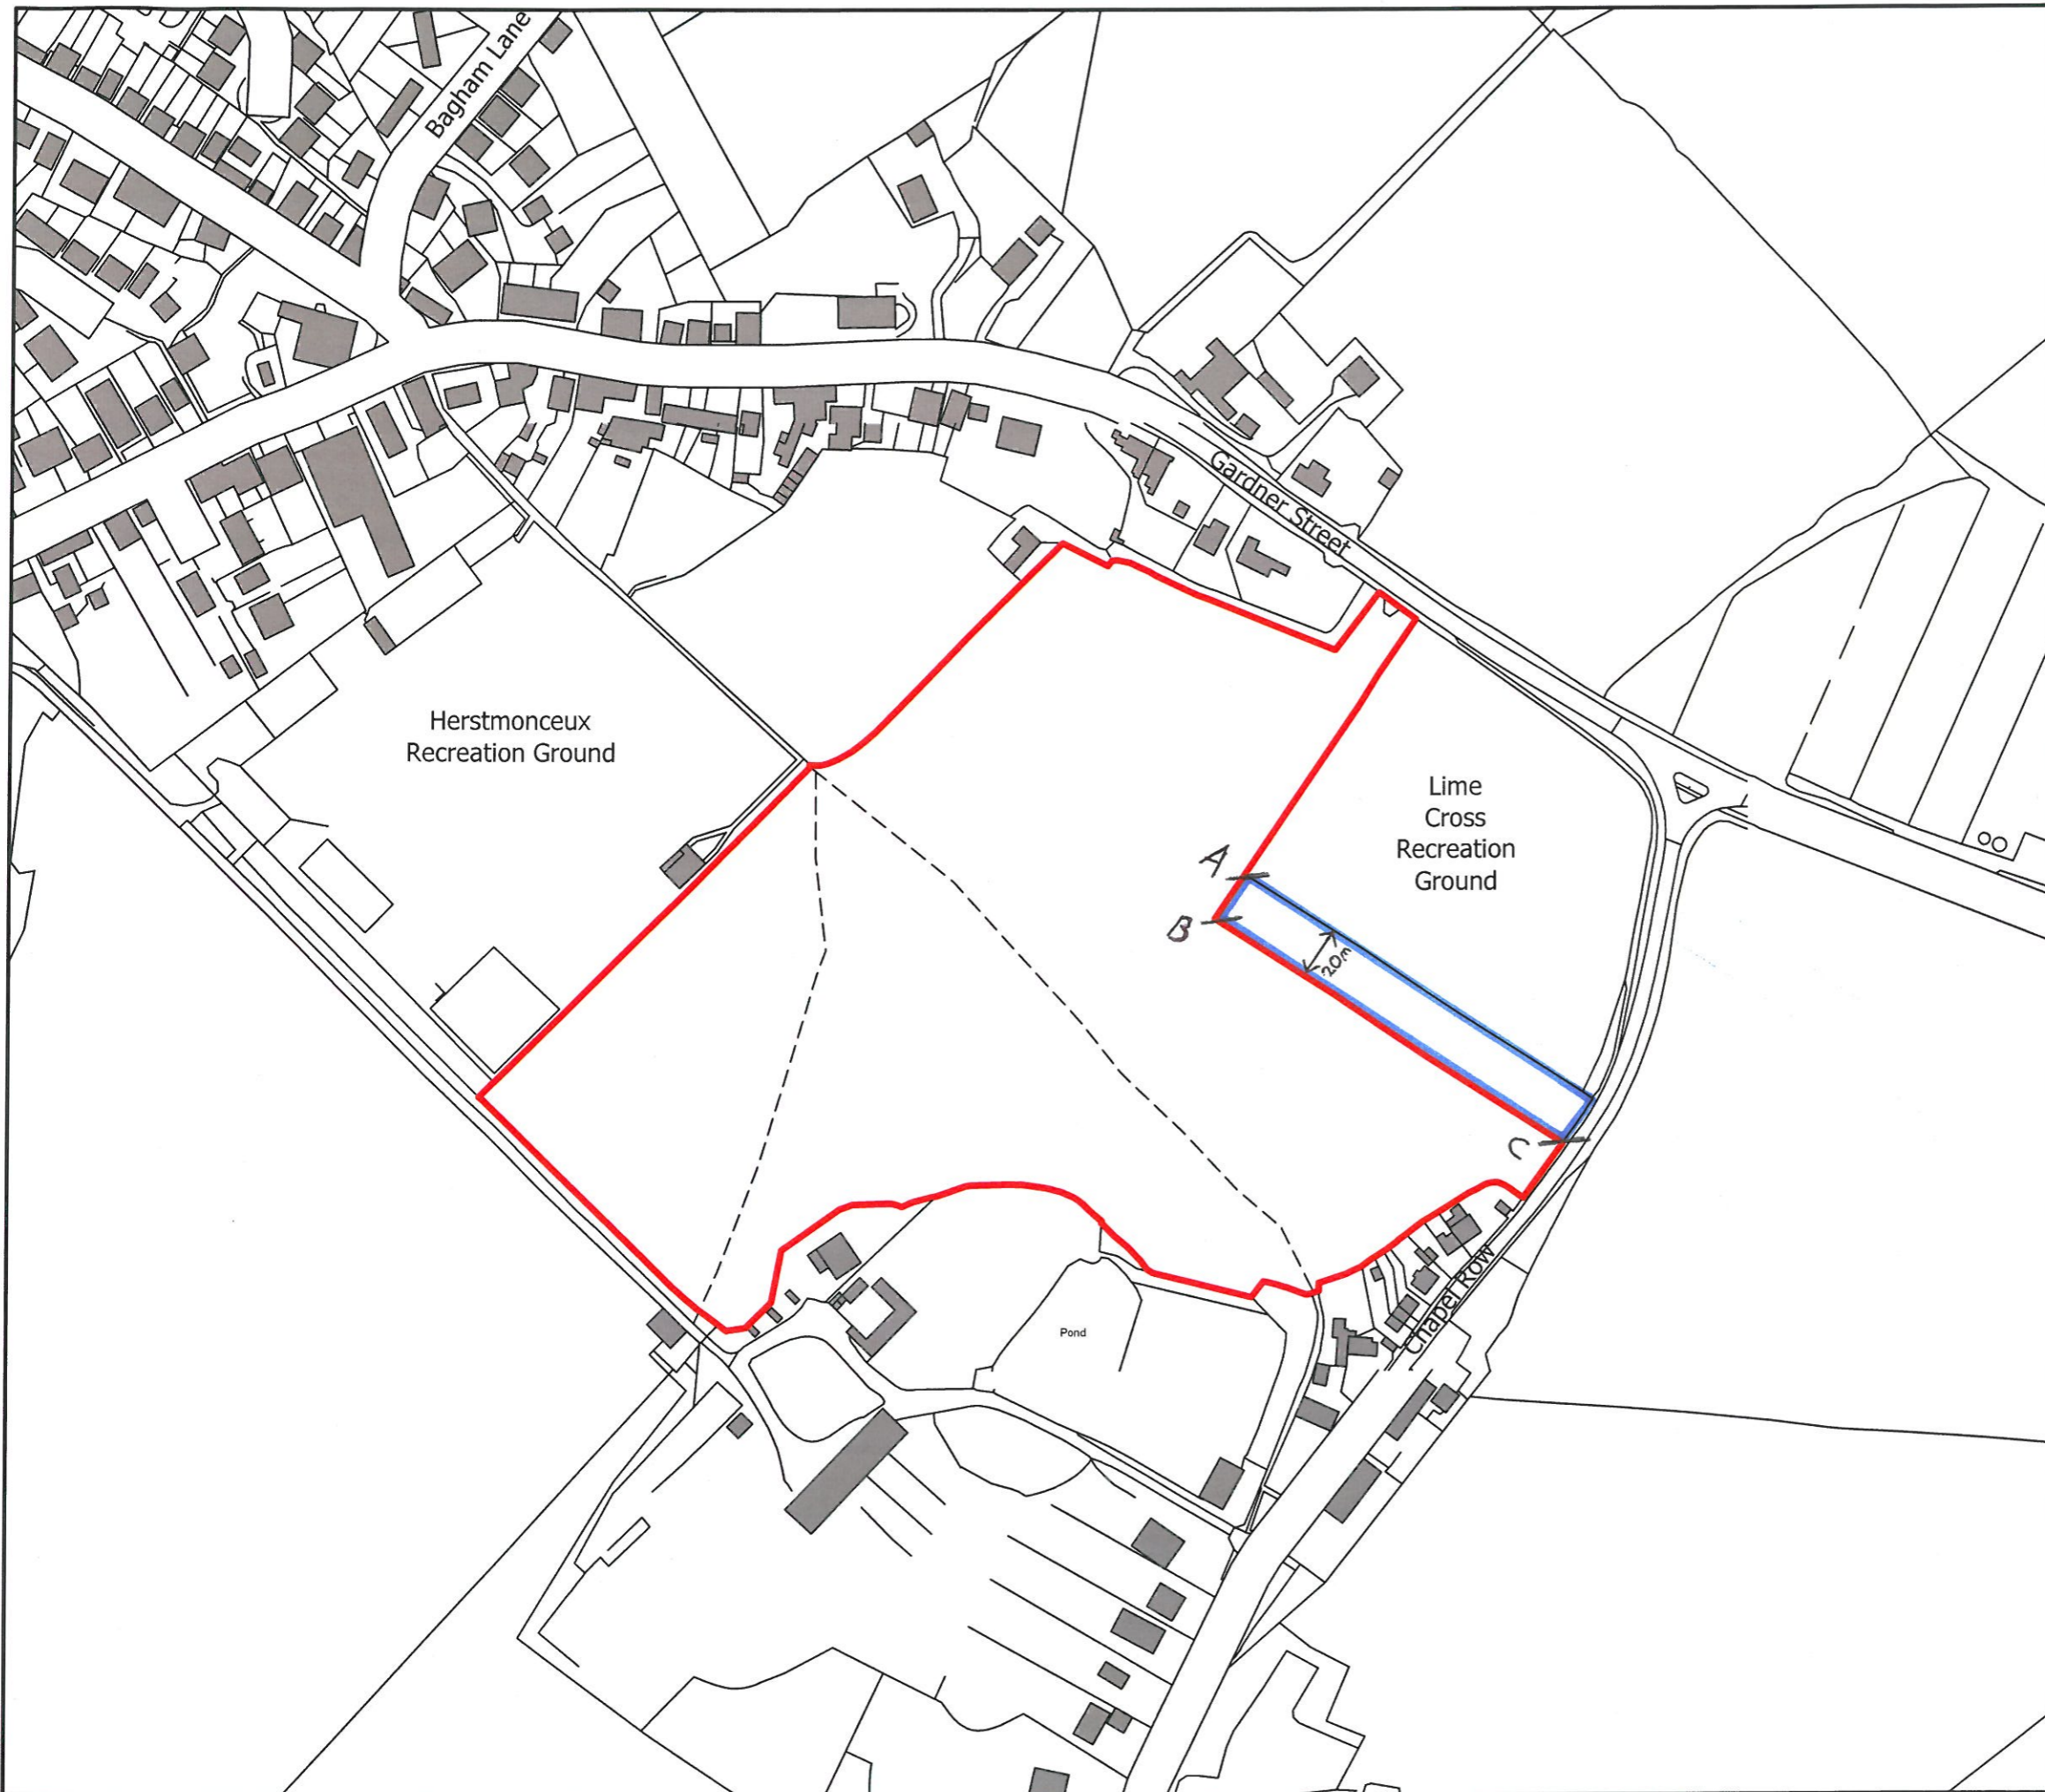 Bagham Lane
Gardner Street
Herstmonceux
Recreation Ground
Lime
Cross
Recreation
Ground
A
B
20m
C
Chapel Row
Pond